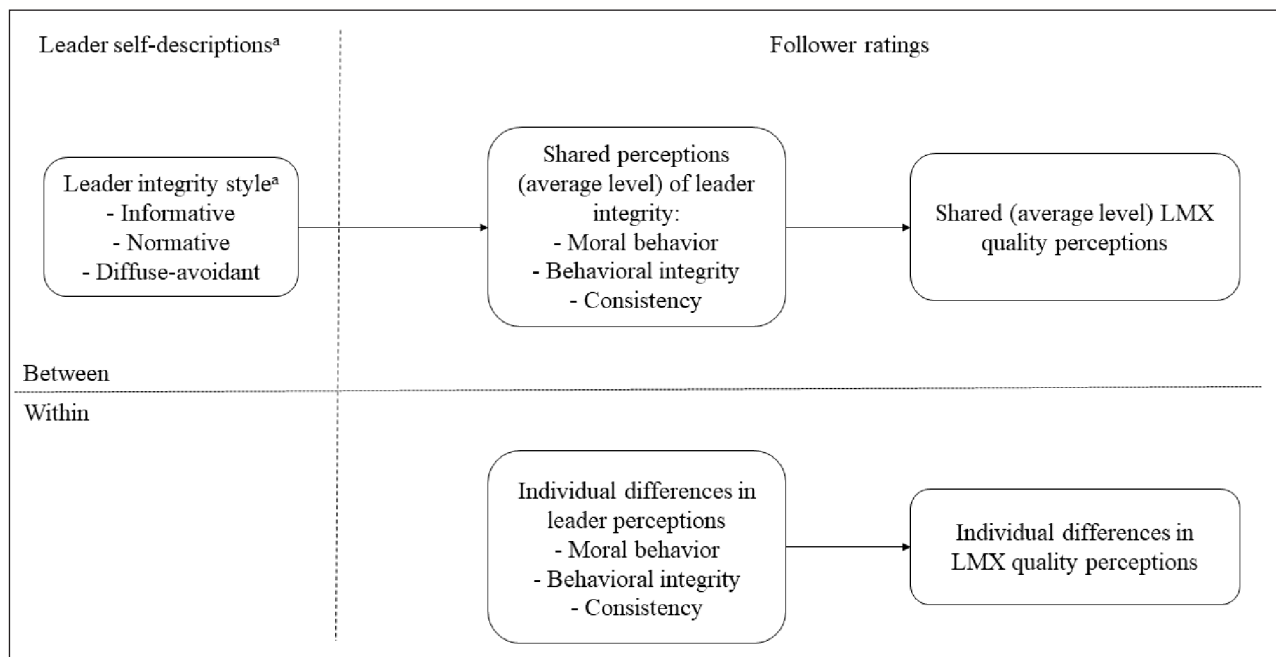 Leader self-descriptionsᵃ
Follower ratings
Leader integrity styleᵃ
- Informative
- Normative
- Diffuse-avoidant
Shared perceptions
(average level) of leader
integrity:
- Moral behavior
- Behavioral integrity
- Consistency
Shared (average level) LMX
quality perceptions
Between
Within
Individual differences in
leader perceptions
- Moral behavior
- Behavioral integrity
- Consistency
Individual differences in
LMX quality perceptions